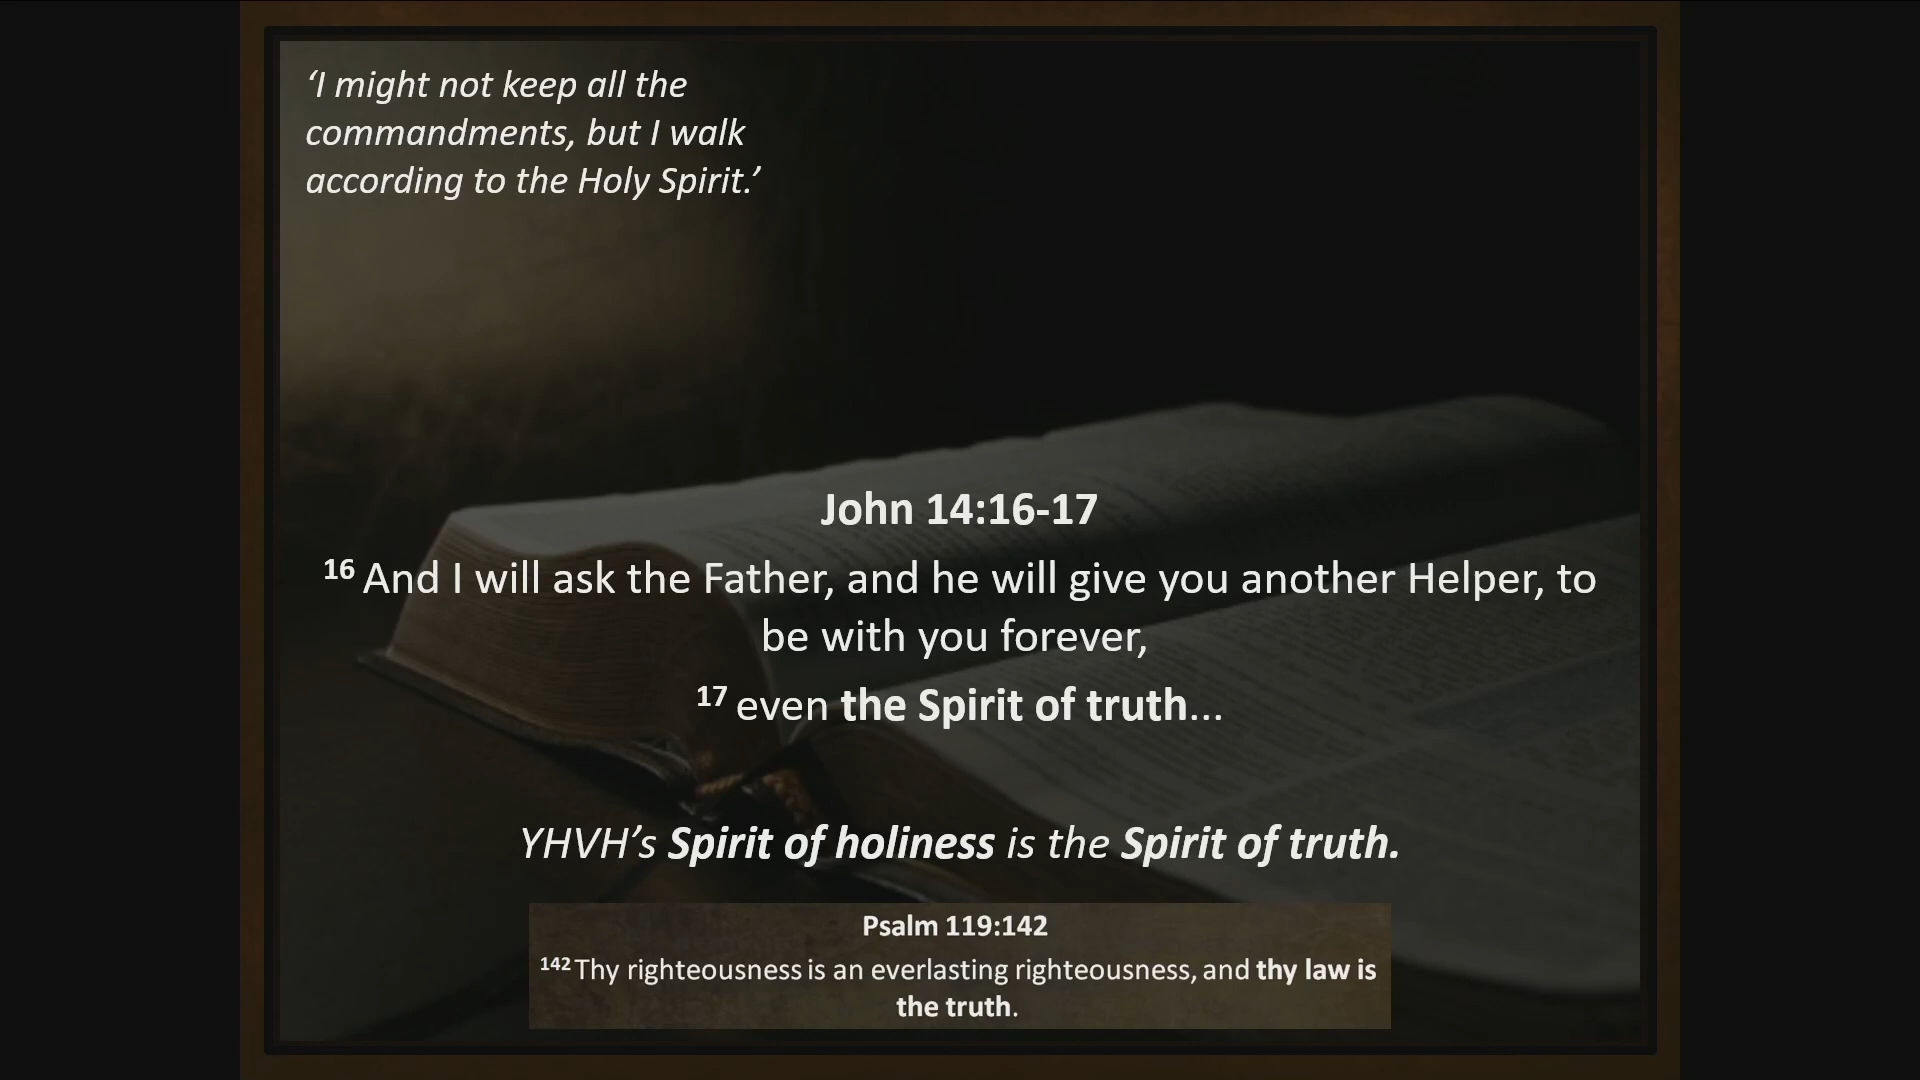 ‘I might not keep all the
commandments, but I walk
according to the Holy Spirit.’
John 14:16-17
16 And I will ask the Father, and he will give you another Helper, to
be with you forever,
17 even the Spirit of truth...
YHVH’s Spirit of holiness is the Spirit of truth.
Psalm 119:142
142 Thy righteousness is an everlasting righteousness, and thy law is
the truth.